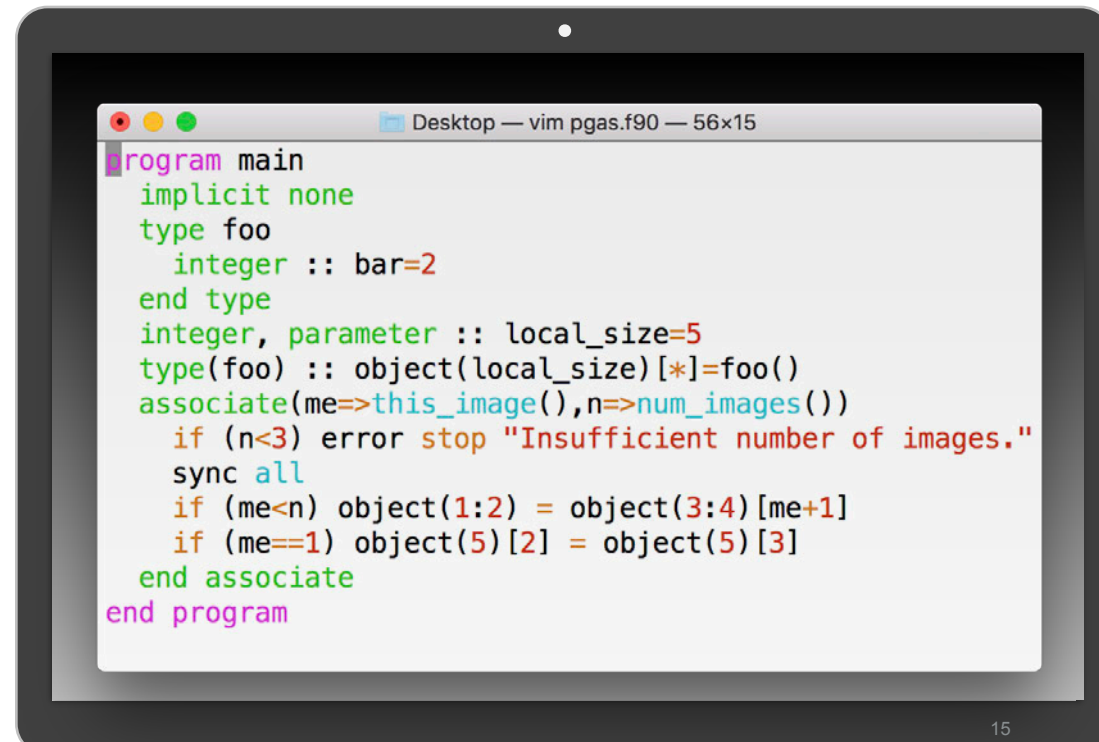 Desktop — vim pgas.f90 — 56×15
program main
  implicit none
  type foo
    integer :: bar=2
  end type
  integer, parameter :: local_size=5
  type(foo) :: object(local_size)[*]=foo()
  associate(me=>this_image(),n=>num_images())
    if (n<3) error stop "Insufficient number of images."
    sync all
    if (me<n) object(1:2) = object(3:4)[me+1]
    if (me==1) object(5)[2] = object(5)[3]
  end associate
end program
15